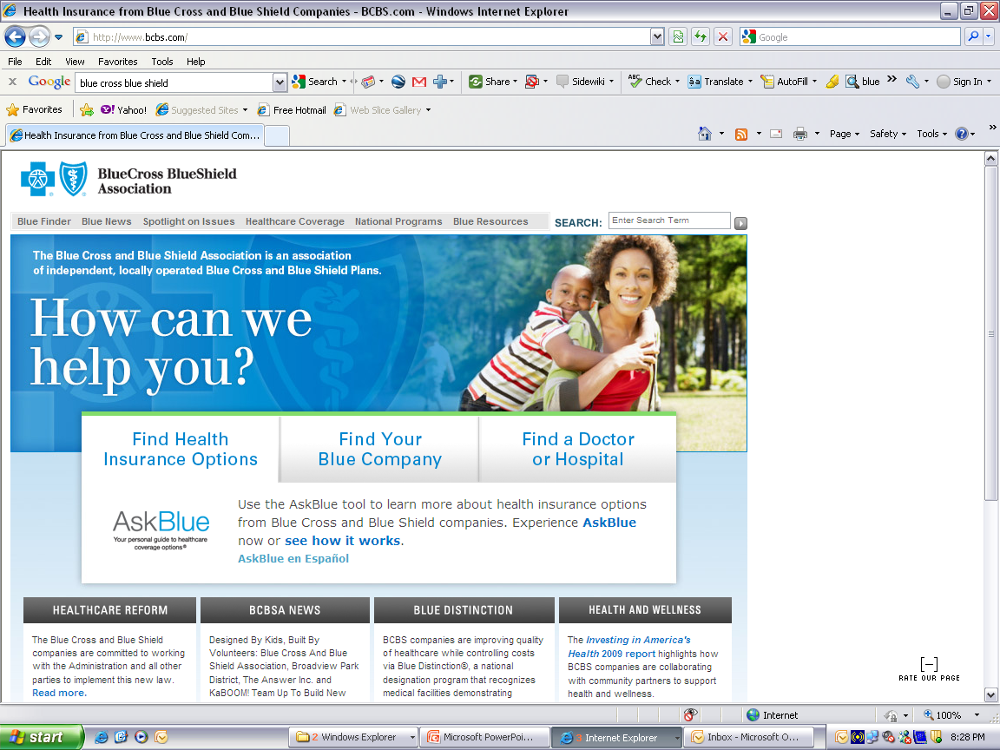 Health Insurance from Blue Cross and Blue Shield Companies - BCBS.com - Windows Internet Explorer
http://www.bcbs.com/
Google
File Edit View Favorites Tools Help
Google blue cross blue shield Search Share Sidewiki ABC Check Translate AutoFill blue Sign In
Favorites Yahoo! Suggested Sites Free Hotmail Web Slice Gallery
Health Insurance from Blue Cross and Blue Shield Com... Page Safety Tools
BlueCross BlueShield
Association
Blue Finder Blue News Spotlight on Issues Healthcare Coverage National Programs Blue Resources SEARCH: Enter Search Term
The Blue Cross and Blue Shield Association is an association
of independent, locally operated Blue Cross and Blue Shield Plans.
How can we
help you?
Find Health
Insurance Options
Find Your
Blue Company
Find a Doctor
or Hospital
AskBlue
Your personal guide to healthcare
coverage options®
Use the AskBlue tool to learn more about health insurance options
from Blue Cross and Blue Shield companies. Experience AskBlue
now or see how it works.
AskBlue en Español
HEALTHCARE REFORM
The Blue Cross and Blue Shield
companies are committed to working
with the Administration and all other
parties to implement this new law.
Read more.
BCBSA NEWS
Designed By Kids, Built By
Volunteers: Blue Cross And Blue
Shield Association, Broadview Park
District, The Answer Inc. and
KaBOOM! Team Up To Build New
BLUE DISTINCTION
BCBS companies are improving quality
of healthcare while controlling costs
via Blue Distinction®, a national
designation program that recognizes
medical facilities demonstrating
HEALTH AND WELLNESS
The Investing in America's
Health 2009 report highlights how
BCBS companies are collaborating
with community partners to support
health and wellness.
[−]
RATE OUR PAGE
Internet 100%
start 2 Windows Explorer Microsoft PowerPoi... 3 Internet Explorer Inbox - Microsoft O... 8:28 PM